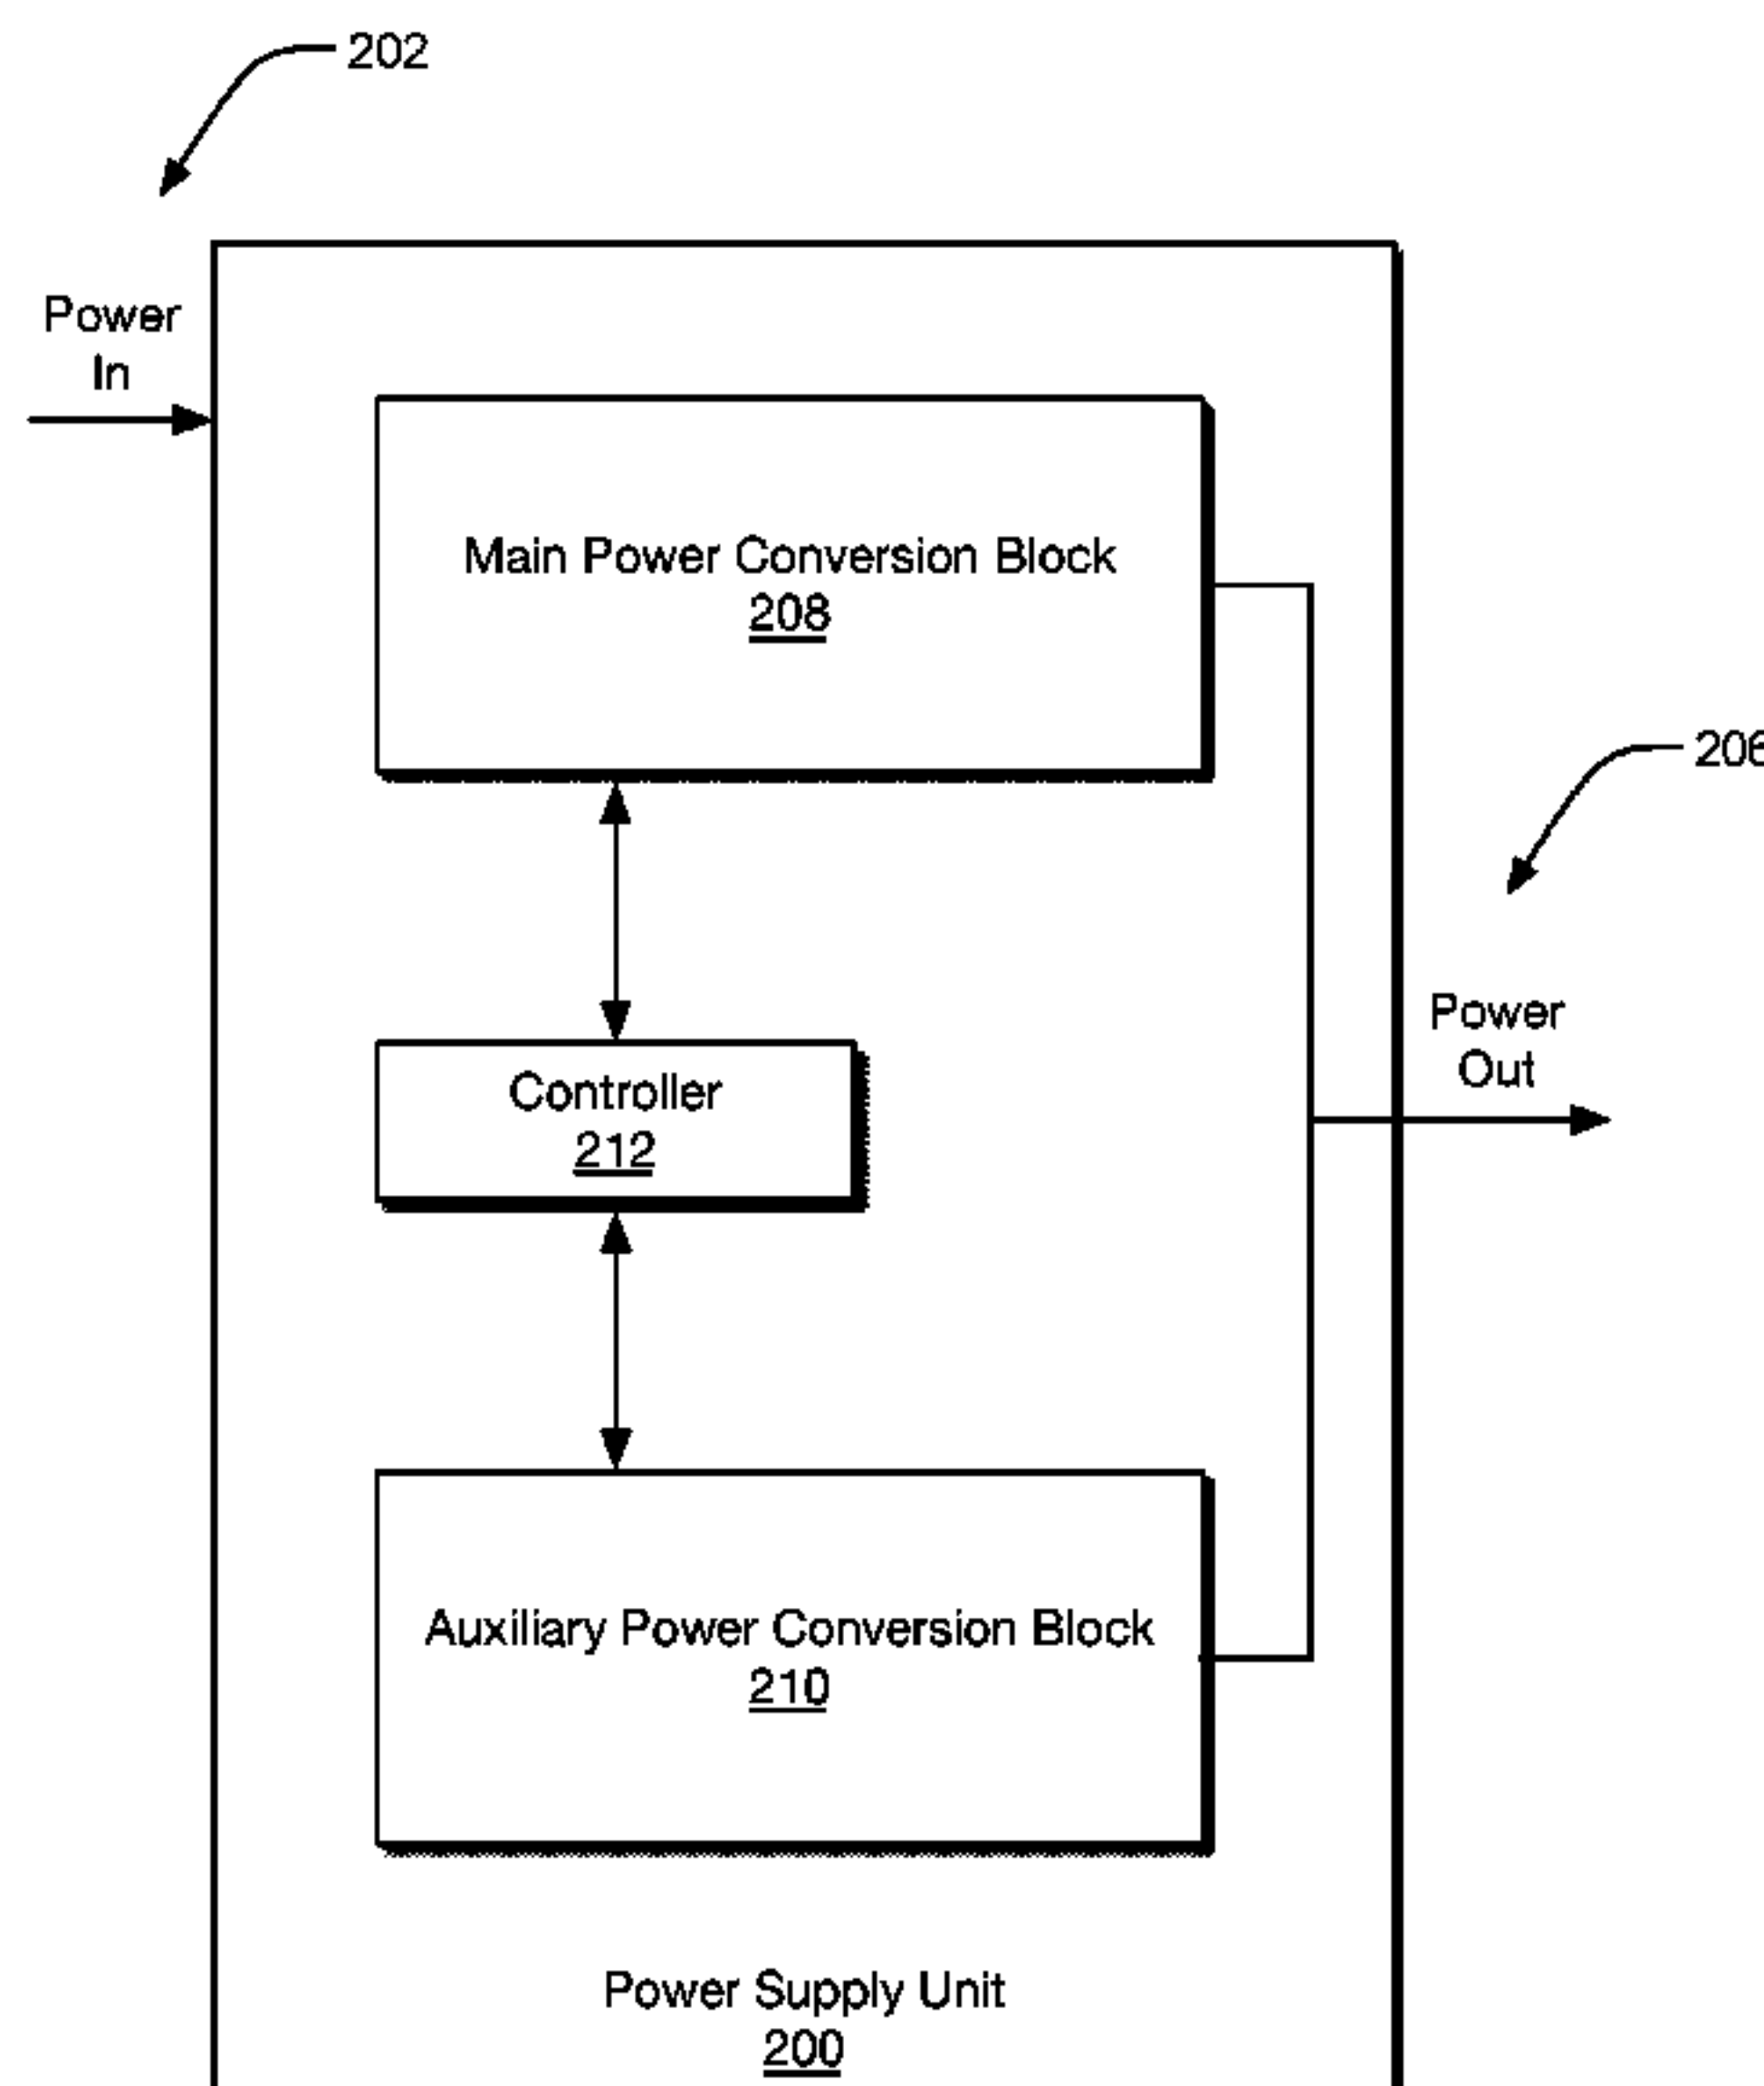 202
Power
In
Main Power Conversion Block
208
206
Power
Out
Controller
212
Auxiliary Power Conversion Block
210
Power Supply Unit
200